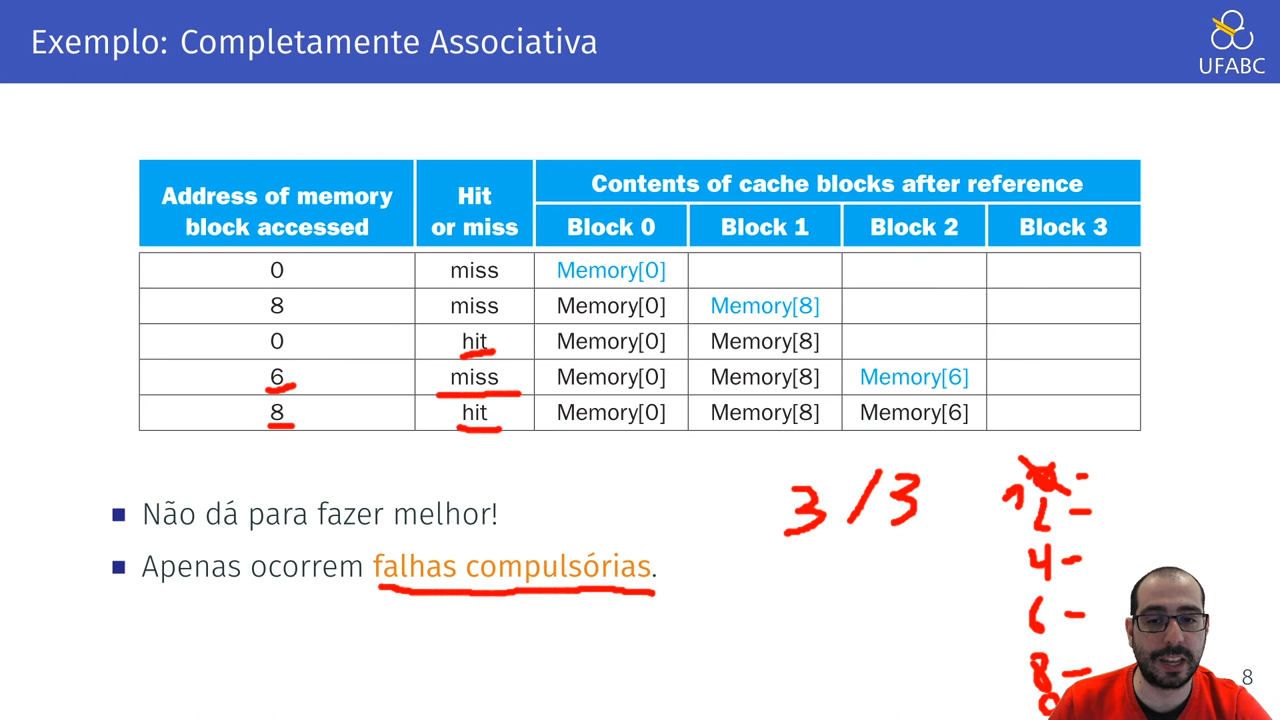 Exemplo: Completamente Associativa
UFABC
Address of memory block accessed Hit or miss Contents of cache blocks after reference
Block 0 Block 1 Block 2 Block 3
0 miss Memory[0]
8 miss Memory[0] Memory[8]
0 hit Memory[0] Memory[8]
6 miss Memory[0] Memory[8] Memory[6]
8 hit Memory[0] Memory[8] Memory[6]
■ Não dá para fazer melhor!
■ Apenas ocorrem falhas compulsórias.
3/3
4 -
6 -
8 -
8